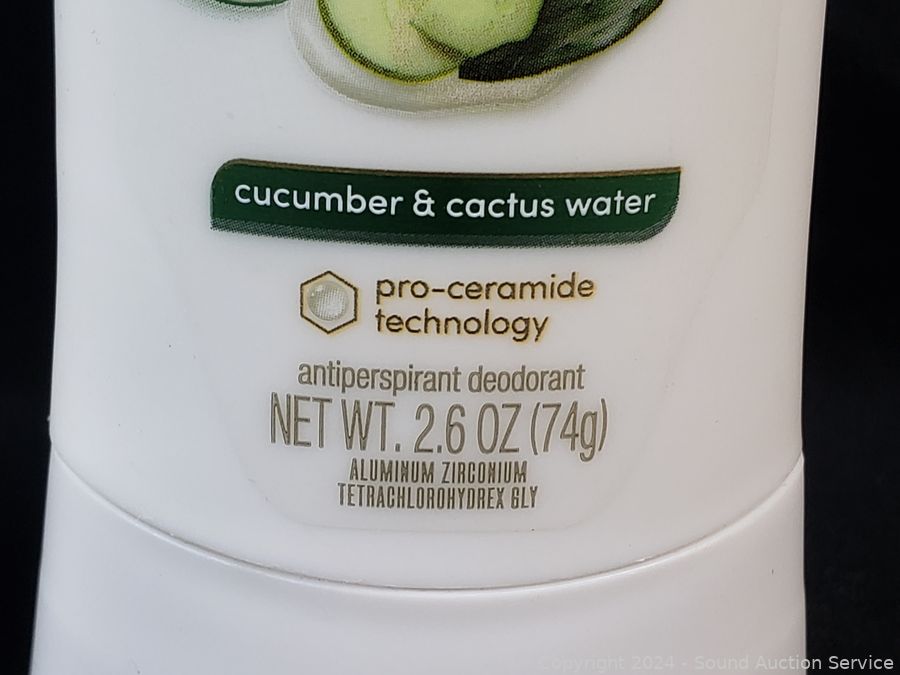 cucumber & cactus water
pro-ceramide
technology
antiperspirant deodorant
NET WT. 2.6 OZ (74g)
ALUMINUM ZIRCONIUM
TETRACHLOROHYDREX GLY
Copyright 2024 - Sound Auction Service